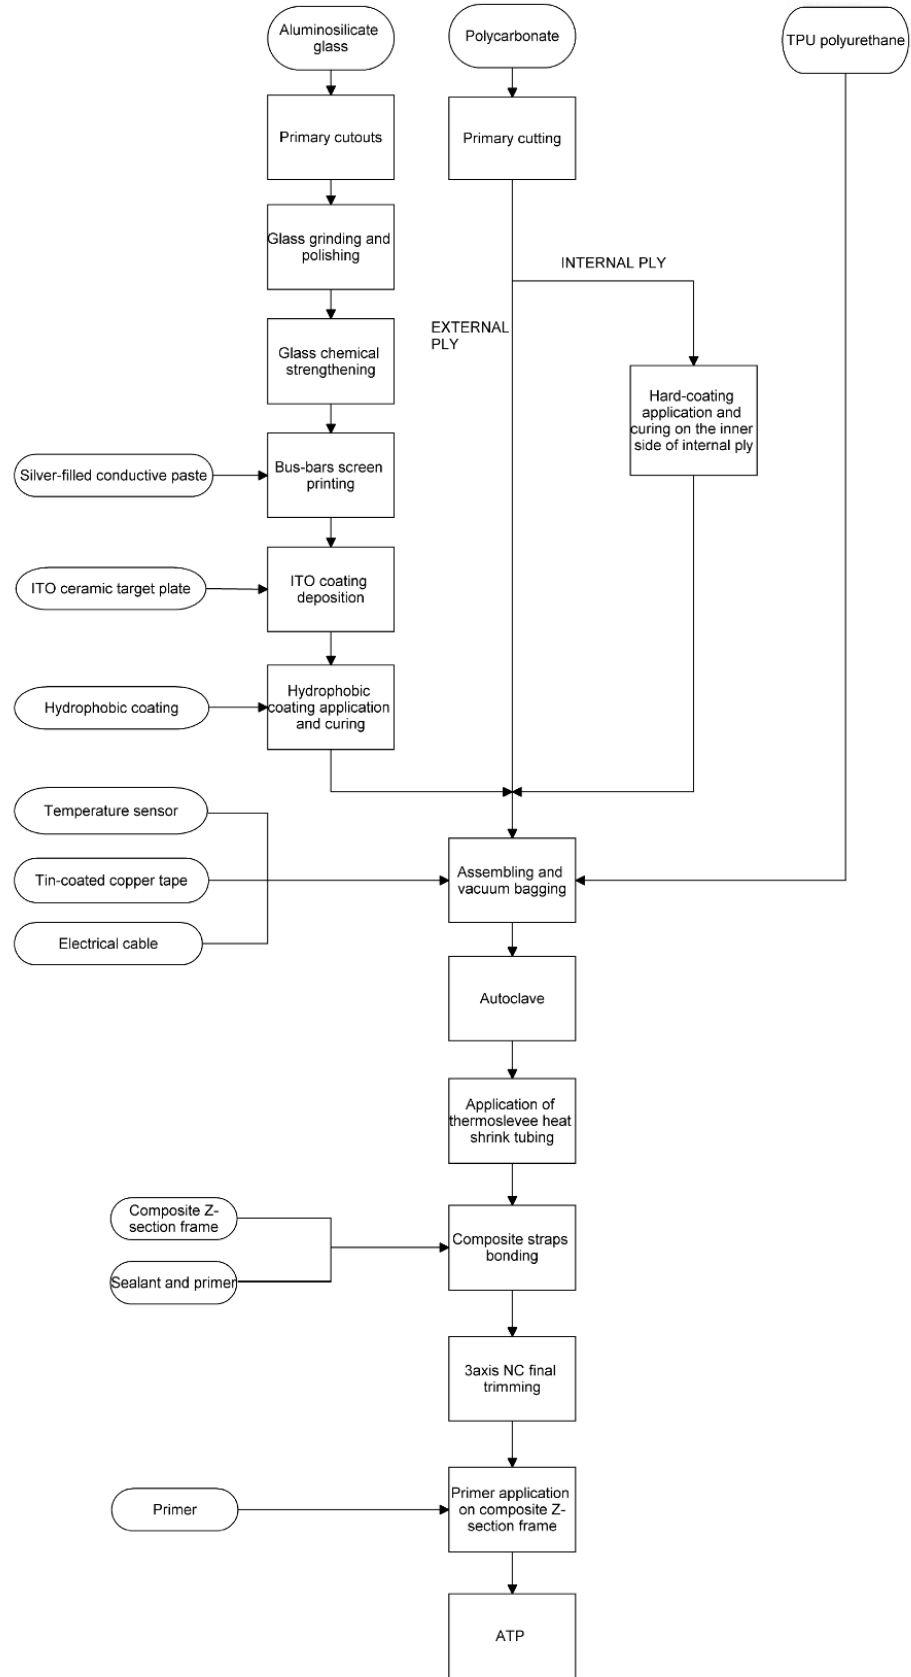 Aluminosilicate
glass
Polycarbonate
TPU polyurethane
Primary cutouts
Primary cutting
Glass grinding and
polishing
INTERNAL PLY
EXTERNAL
PLY
Glass chemical
strengthening
Hard-coating
application and
curing on the inner
side of internal ply
Silver-filled conductive paste
Bus-bars screen
printing
ITO ceramic target plate
ITO coating
deposition
Hydrophobic coating
Hydrophobic
coating application
and curing
Temperature sensor
Tin-coated copper tape
Electrical cable
Assembling and
vacuum bagging
Autoclave
Application of
thermoslevee heat
shrink tubing
Composite Z-
section frame
Sealant and primer
Composite straps
bonding
3axis NC final
trimming
Primer
Primer application
on composite Z-
section frame
ATP